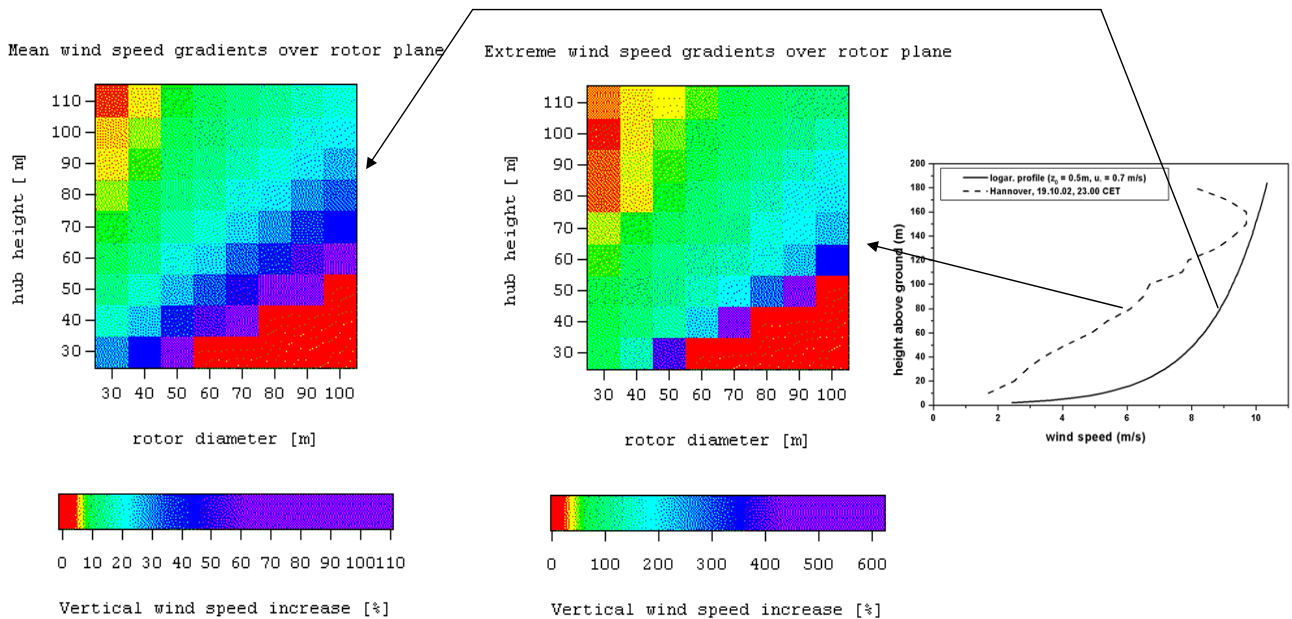 Mean wind speed gradients over rotor plane
hub height [ m]
110
100
90
80
70
60
50
40
30
30 40 50 60 70 80 90 100
rotor diameter [m]
0 10 20 30 40 50 60 70 80 90 100110
Vertical wind speed increase [%]
Extreme wind speed gradients over rotor plane
hub height [ m]
110
100
90
80
70
60
50
40
30
30 40 50 60 70 80 90 100
rotor diameter [m]
0 100 200 300 400 500 600
Vertical wind speed increase [%]
height above ground (m)
200
180
160
140
120
100
80
60
40
20
0
logar. profile (z0 = 0.5m, u* = 0.7 m/s)
Hannover, 19.10.02, 23.00 CET
0 2 4 6 8 10
wind speed (m/s)